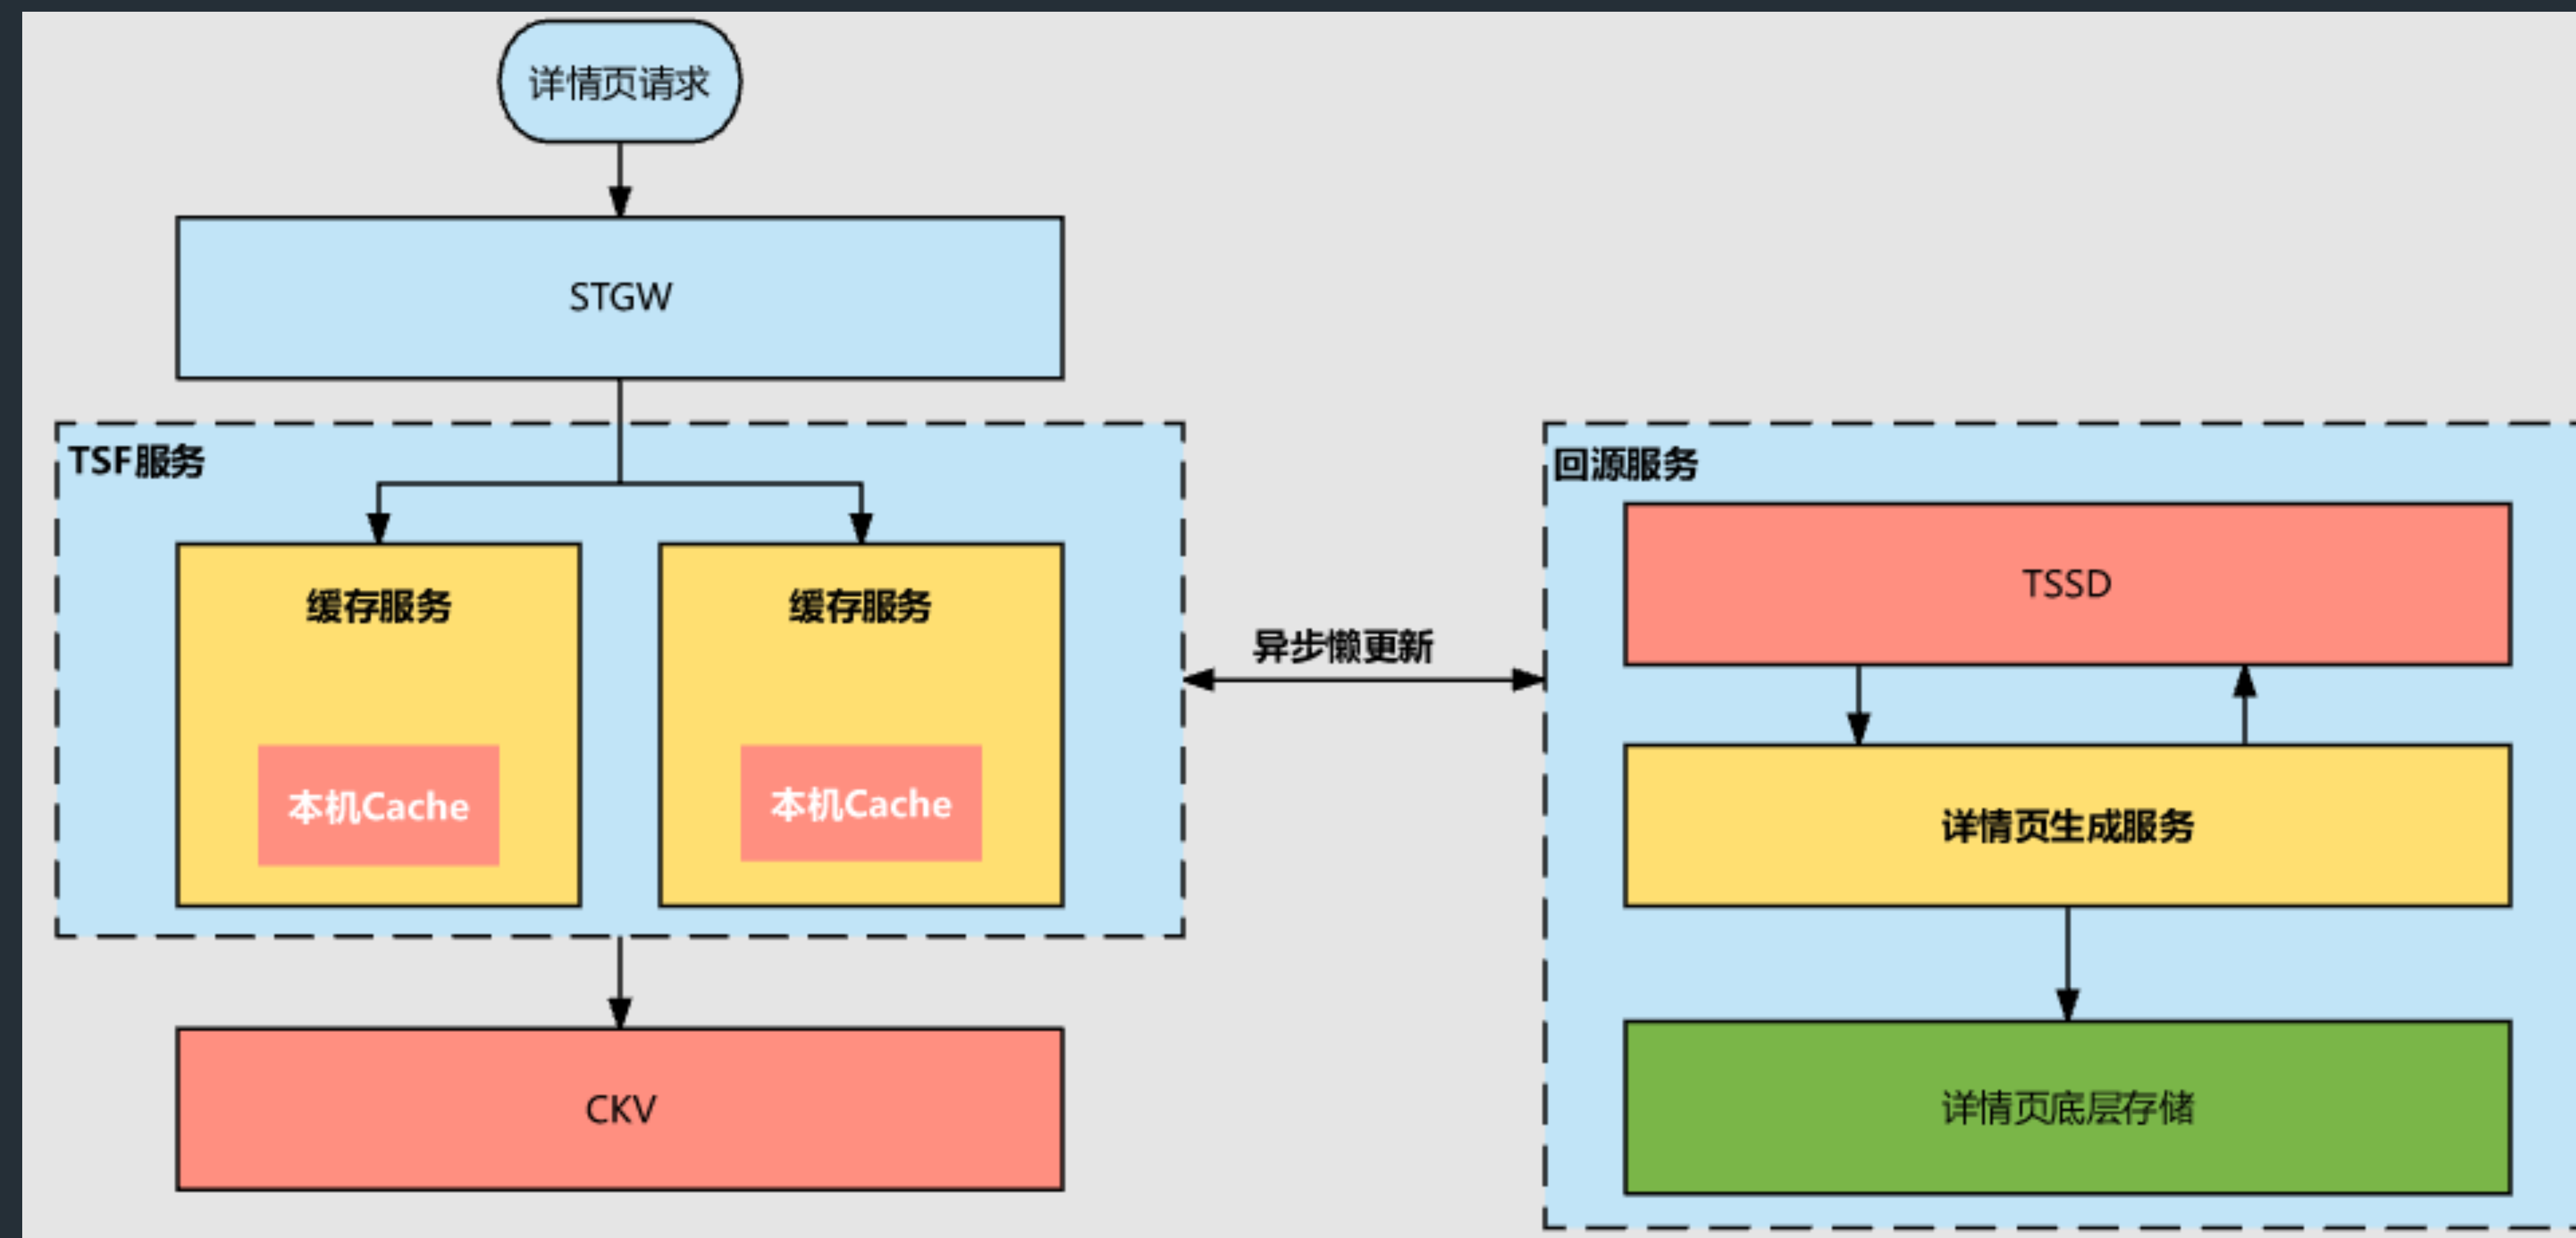 详情页请求
STGW
TSF服务
缓存服务
缓存服务
本机Cache
本机Cache
CKV
异步懒更新
回源服务
TSSD
详情页生成服务
详情页底层存储